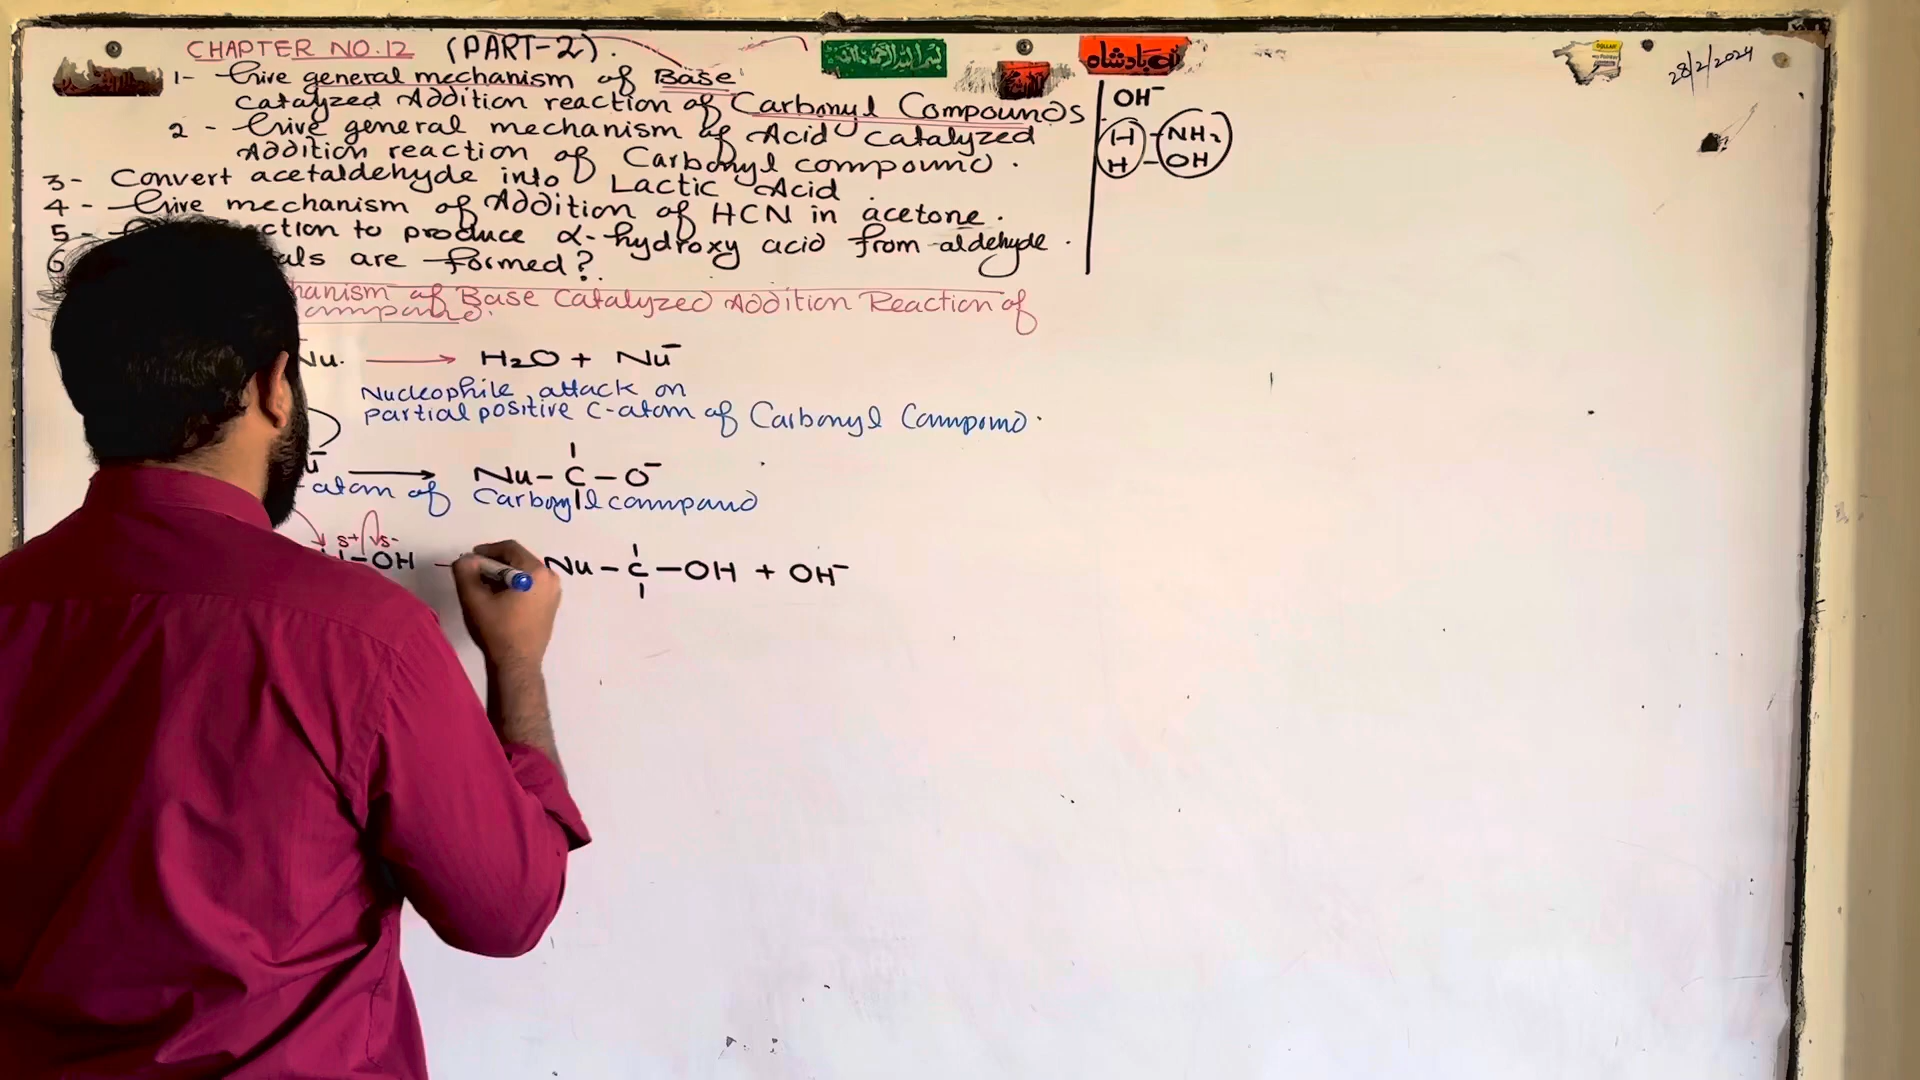 CHAPTER NO.12 (PART-2).
1- Give general mechanism of Base
Catalyzed Addition reaction of Carbonyl Compounds.
2- Give general mechanism of Acid Catalyzed
Addition reaction of Carbonyl compound.
3- Convert acetaldehyde into Lactic Acid.
4- Give mechanism of Addition of HCN in acetone.
5- ction to produce α-hydroxy acid from aldehyde.
6 als are formed?
hanism of Base Catalyzed Addition Reaction of
Compound.
Nu. ⟶ H₂O + Nu⁻
Nucleophile attack on
partial positive C-atom of Carbonyl Compound.
⟶ Nu-C-O⁻
-atom of Carbonyl compound
δ+ δ-
-OH Nu-C-OH + OH⁻
OH⁻
H-NH₂
H-OH
بادشاہ
28/2/2024